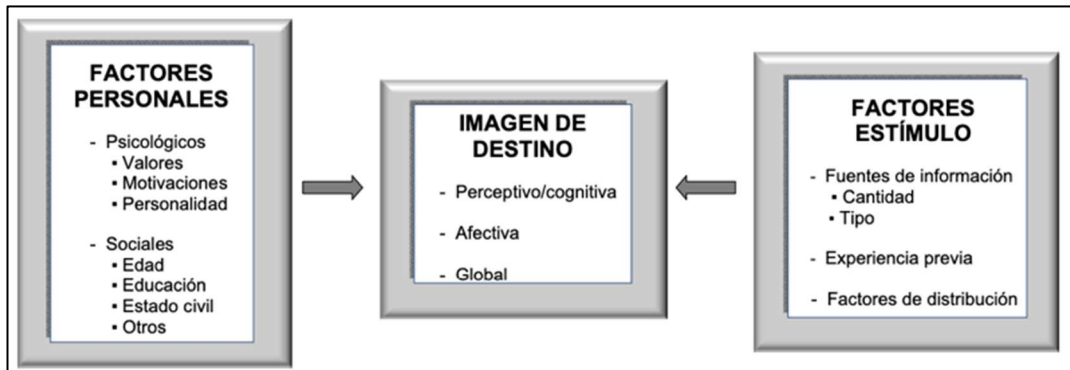 FACTORES
PERSONALES
- Psicológicos
▪ Valores
▪ Motivaciones
▪ Personalidad
- Sociales
▪ Edad
▪ Educación
▪ Estado civil
▪ Otros
IMAGEN DE
DESTINO
- Perceptivo/cognitiva
- Afectiva
- Global
FACTORES
ESTÍMULO
- Fuentes de información
▪ Cantidad
▪ Tipo
- Experiencia previa
- Factores de distribución